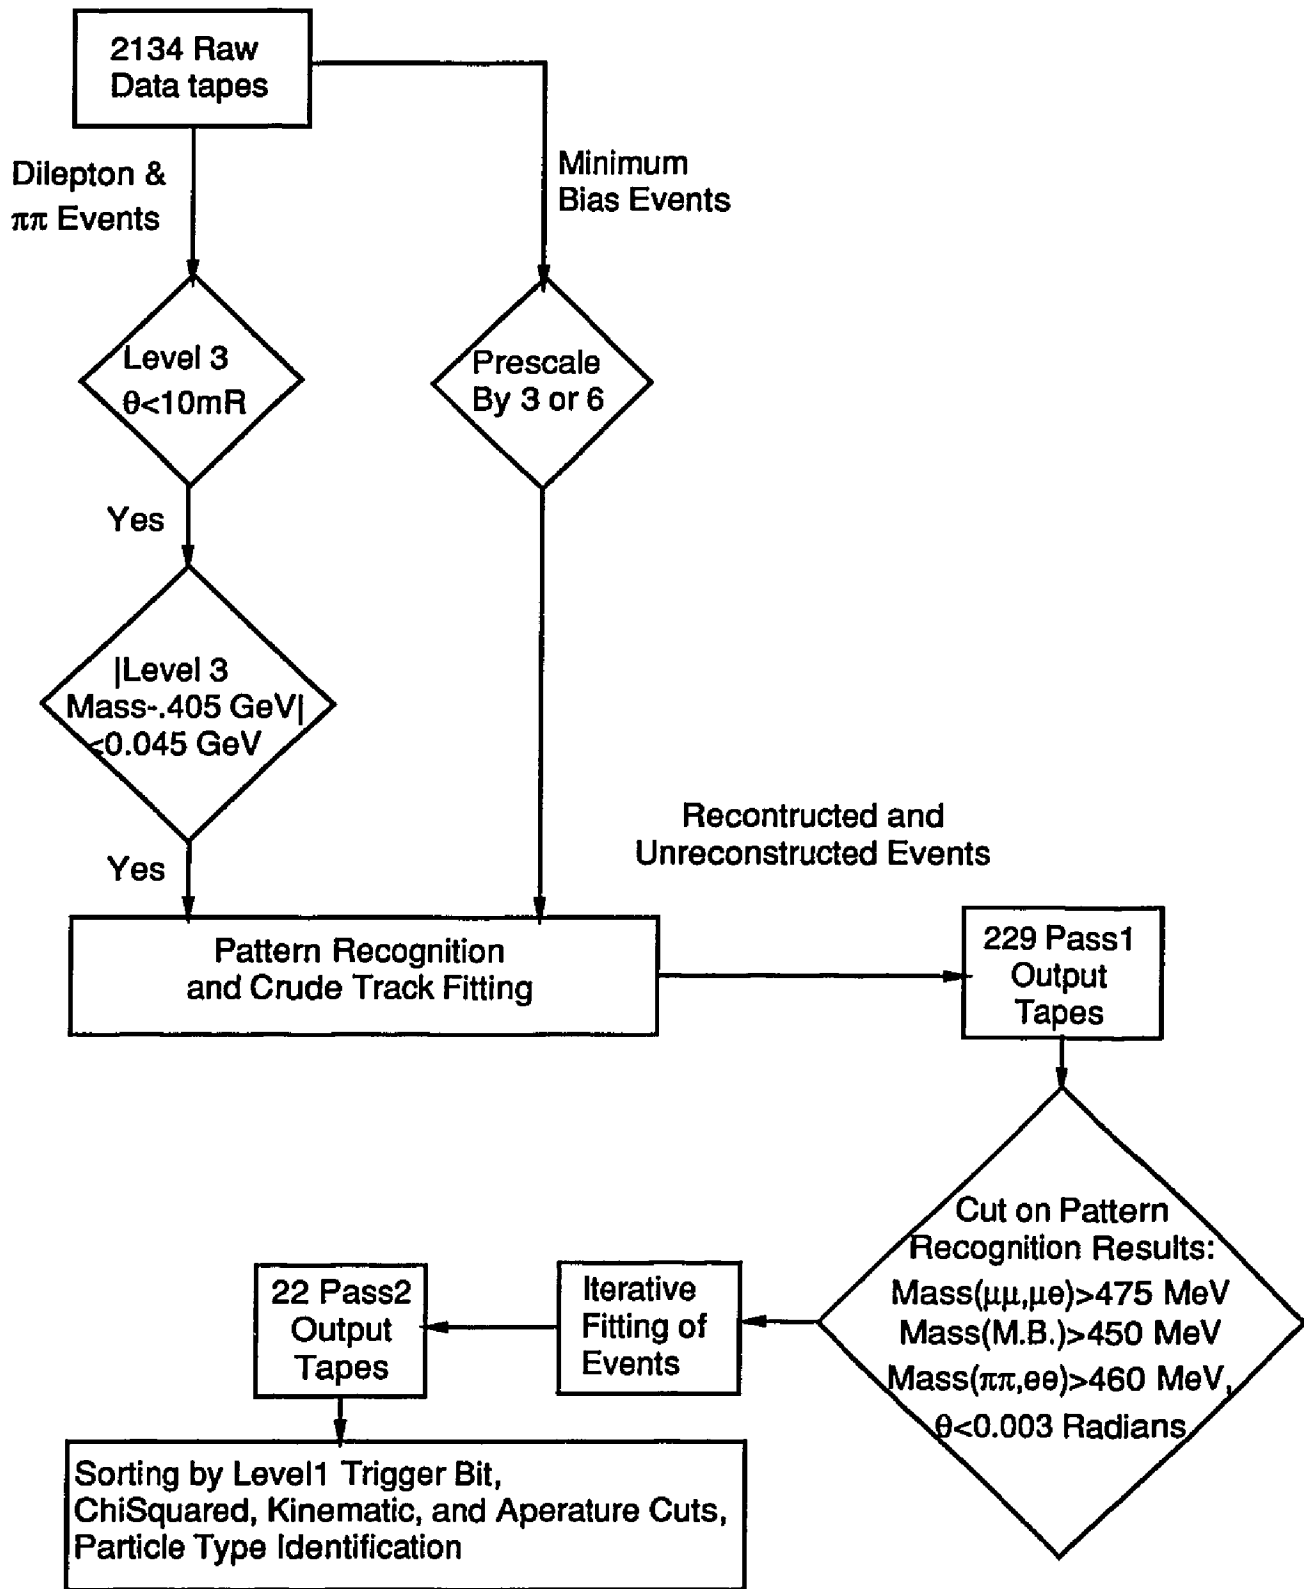 2134 Raw
Data tapes
Dilepton &
ππ Events
Minimum
Bias Events
Level 3
θ<10mR
Prescale
By 3 or 6
Yes
|Level 3
Mass-.405 GeV|
<0.045 GeV
Yes
Recontructed and
Unreconstructed Events
Pattern Recognition
and Crude Track Fitting
229 Pass1
Output
Tapes
Cut on Pattern
Recognition Results:
Mass(μμ,μe)>475 MeV
Mass(M.B.)>450 MeV
Mass(ππ,ee)>460 MeV,
θ<0.003 Radians
Iterative
Fitting of
Events
22 Pass2
Output
Tapes
Sorting by Level1 Trigger Bit,
ChiSquared, Kinematic, and Aperature Cuts,
Particle Type Identification